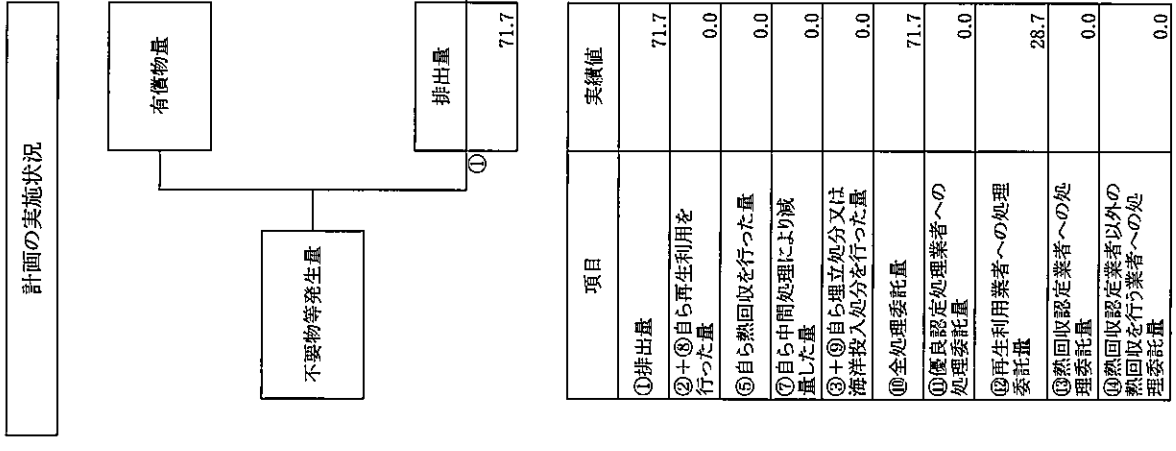 計画の実施状況
有償物量
不要物等発生量
排出量
①
71.7
項目
実績値
①排出量
71.7
②+⑧自ら再生利用を
行った量
0.0
⑤自ら熱回収を行った量
0.0
⑦自ら中間処理により減
量した量
0.0
③+⑨自ら埋立処分又は
海洋投入処分を行った量
0.0
⑩全処理委託量
71.7
⑪優良認定処理業者への
処理委託量
0.0
⑫再生利用業者への処理
委託量
28.7
⑬熱回収認定業者への処
理委託量
0.0
⑭熱回収認定業者以外の
熱回収を行う業者への処
理委託量
0.0